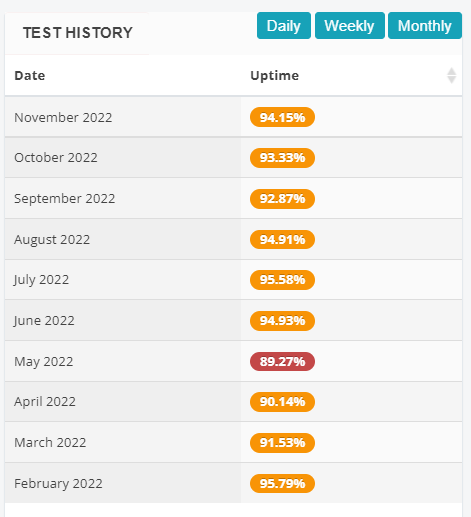 TEST HISTORY Daily Weekly Monthly
Date Uptime
November 2022 94.15%
October 2022 93.33%
September 2022 92.87%
August 2022 94.91%
July 2022 95.58%
June 2022 94.93%
May 2022 89.27%
April 2022 90.14%
March 2022 91.53%
February 2022 95.79%